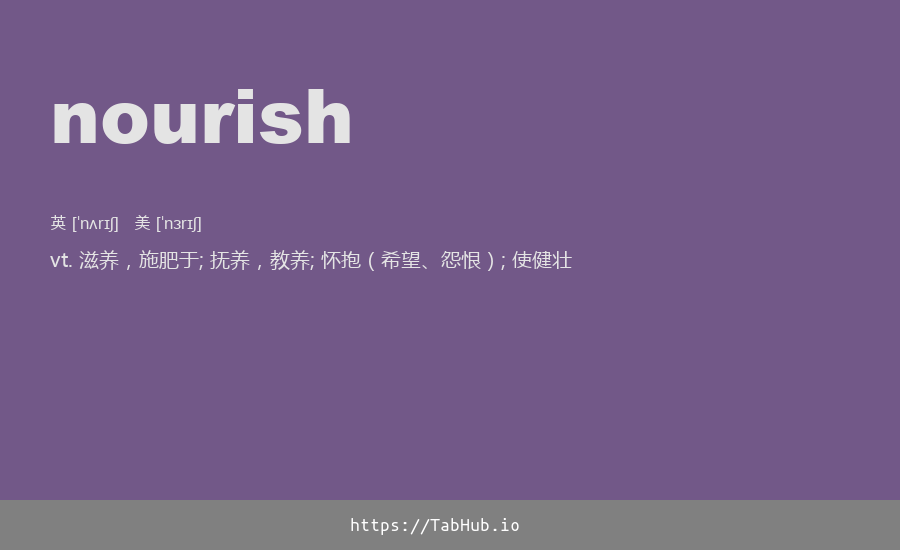 nourish
英 [ˈnʌrɪʃ] 美 [ˈnɜrɪʃ]
vt. 滋养，施肥于; 抚养，教养; 怀抱（希望、怨恨）; 使健壮
https://TabHub.io